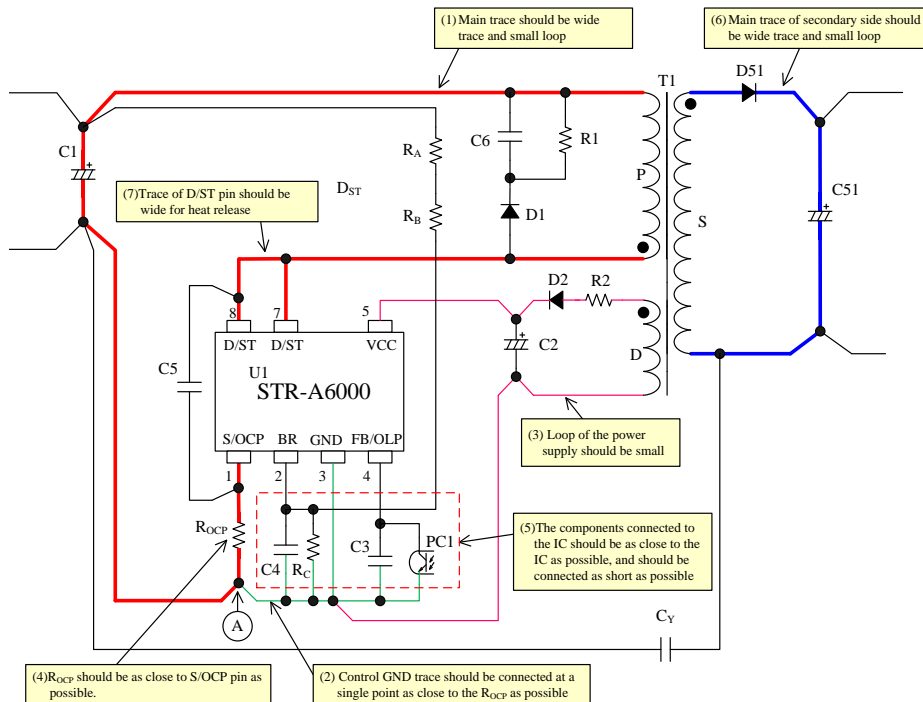 (1) Main trace should be wide
trace and small loop
(6) Main trace of secondary side should
be wide trace and small loop
T1
D51
C1
RA
C6
R1
P
S
C51
DST
(7)Trace of D/ST pin should be
wide for heat release
RB
D1
D2
R2
8
7
5
D/ST
D/ST
VCC
C2
D
C5
U1
STR-A6000
S/OCP
BR
GND
FB/OLP
1
2
3
4
(3) Loop of the power
supply should be small
ROCP
C4
RC
C3
PC1
(5)The components connected to
the IC should be as close to the
IC as possible, and should be
connected as short as possible
A
CY
(4)ROCP should be as close to S/OCP pin as
possible.
(2) Control GND trace should be connected at a
single point as close to the ROCP as possible